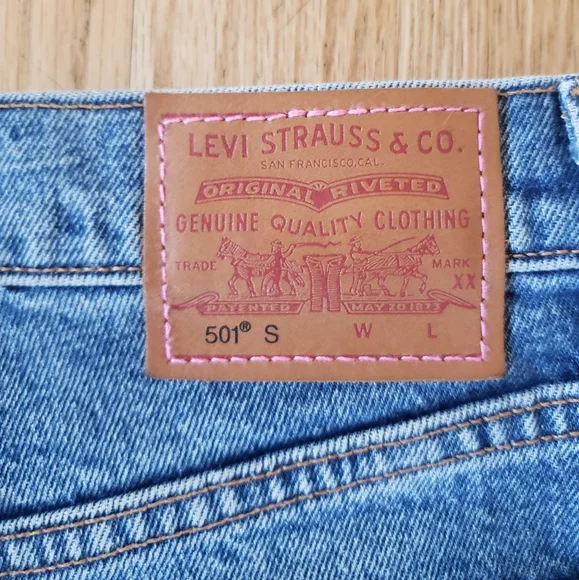 LEVI STRAUSS & CO.
SAN FRANCISCO, CAL.
ORIGINAL RIVETED
GENUINE QUALITY CLOTHING
TRADE MARK
XX
PATENTED MAY 20 1873
501® S W L